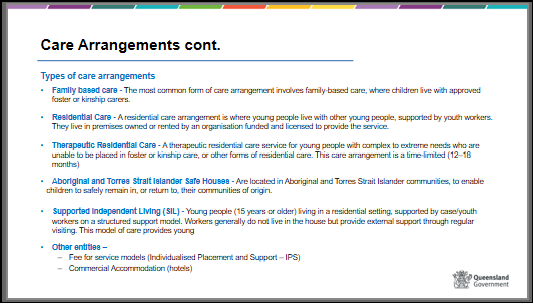 Care Arrangements cont.
Types of care arrangements
• Family based care - The most common form of care arrangement involves family-based care, where children live with approved
foster or kinship carers.
• Residential Care - A residential care arrangement is where young people live with other young people, supported by youth workers.
They live in premises owned or rented by an organisation funded and licensed to provide the service.
• Therapeutic Residential Care - A therapeutic residential care service for young people with complex to extreme needs who are
unable to be placed in foster or kinship care, or other forms of residential care. This care arrangement is a time-limited (12–18
months)
• Aboriginal and Torres Strait Islander Safe Houses - Are located in Aboriginal and Torres Strait Islander communities, to enable
children to safely remain in, or return to, their communities of origin.
• Supported Independent Living (SIL) - Young people (15 years or older) living in a residential setting, supported by case/youth
workers on a structured support model. Workers generally do not live in the house but provide external support through regular
visiting. This model of care provides young
• Other entities –
– Fee for service models (Individualised Placement and Support – IPS)
– Commercial Accommodation (hotels)
Queensland
Government